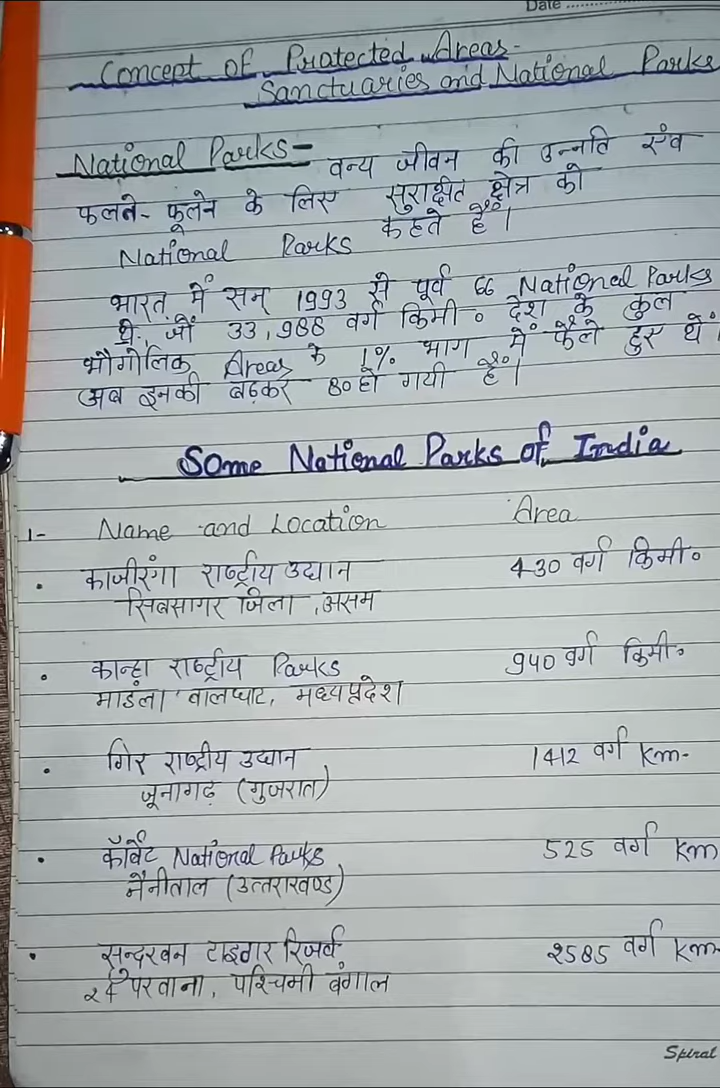 Date
Concept of Protected Areas-
Sanctuaries and National Parks
National Parks- वन्य जीवन की उन्नति एंव
फलने-फूलने के लिए सुरक्षित क्षेत्र को
National Parks कहते हैं।
भारत में सन् 1993 से पूर्व 66 National Parks
थे, जो 33,988 वर्ग किमी० देश के कुल
भौगोलिक Areas के 1% भाग में फैले हुए थें।
अब इनकी बढ़कर 80 हो गयी हैं।
Some National Parks of India
1- Name and Location Area
• काजीरंगा राष्ट्रीय उद्यान 430 वर्ग किमी०
सिबसागर जिला, असम
• कान्हा राष्ट्रीय Parks 940 वर्ग किमी०
माडंला बालघाट, मध्यप्रदेश
• गिर राष्ट्रीय उद्यान 1412 वर्ग Km-
जूनागढ़ (गुजरात)
• कॉर्बेट National Parks 525 वर्ग Km
नैनीताल (उत्तराखण्ड)
• सुन्दरबन टाइगर रिजर्व 2585 वर्ग Km-
24 परवाना, पश्चिमी बंगाल
Spiral